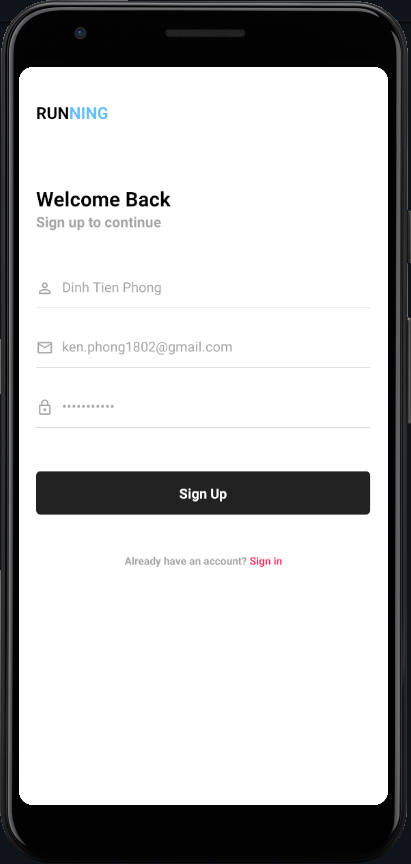 RUNNING
Welcome Back
Sign up to continue
Dinh Tien Phong
ken.phong1802@gmail.com
•••••••••••
Sign Up
Already have an account? Sign in